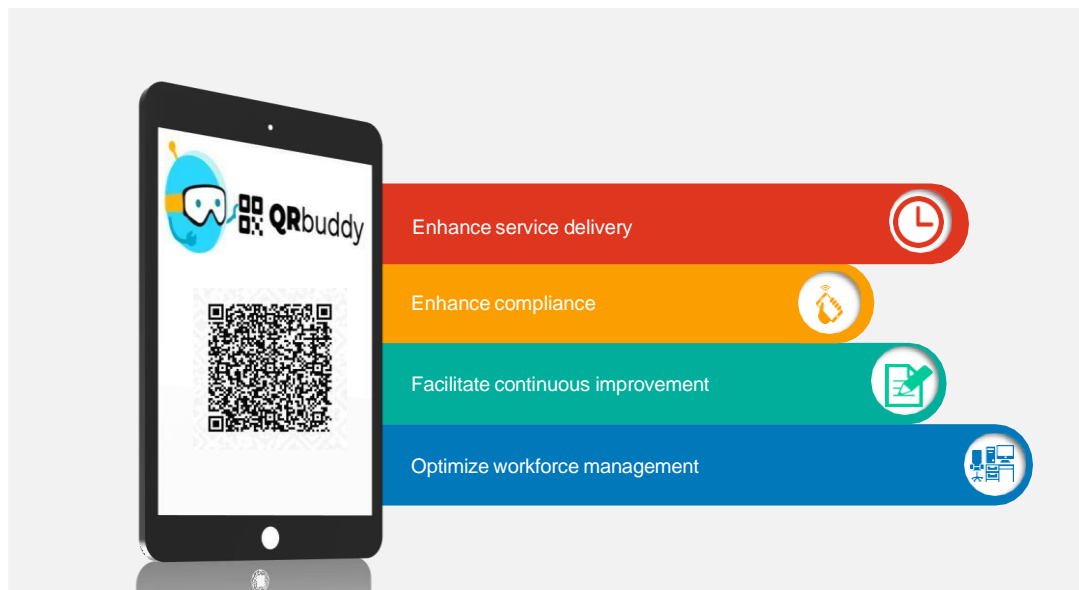 QRbuddy
Enhance service delivery
Enhance compliance
Facilitate continuous improvement
Optimize workforce management